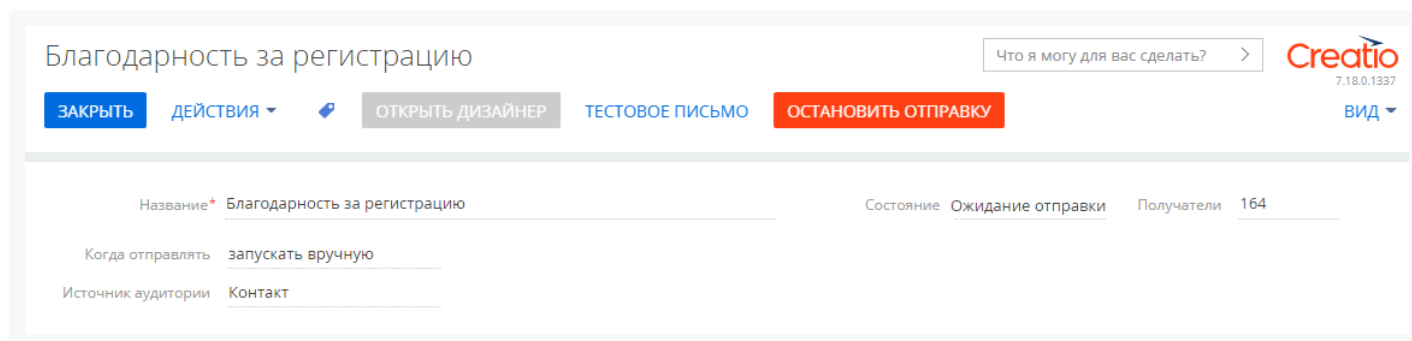 Благодарность за регистрацию
Что я могу для вас сделать?
Creatio
7.18.0.1337
ЗАКРЫТЬ ДЕЙСТВИЯ ОТКРЫТЬ ДИЗАЙНЕР ТЕСТОВОЕ ПИСЬМО ОСТАНОВИТЬ ОТПРАВКУ ВИД
Название* Благодарность за регистрацию Состояние Ожидание отправки Получатели 164
Когда отправлять запускать вручную
Источник аудитории Контакт